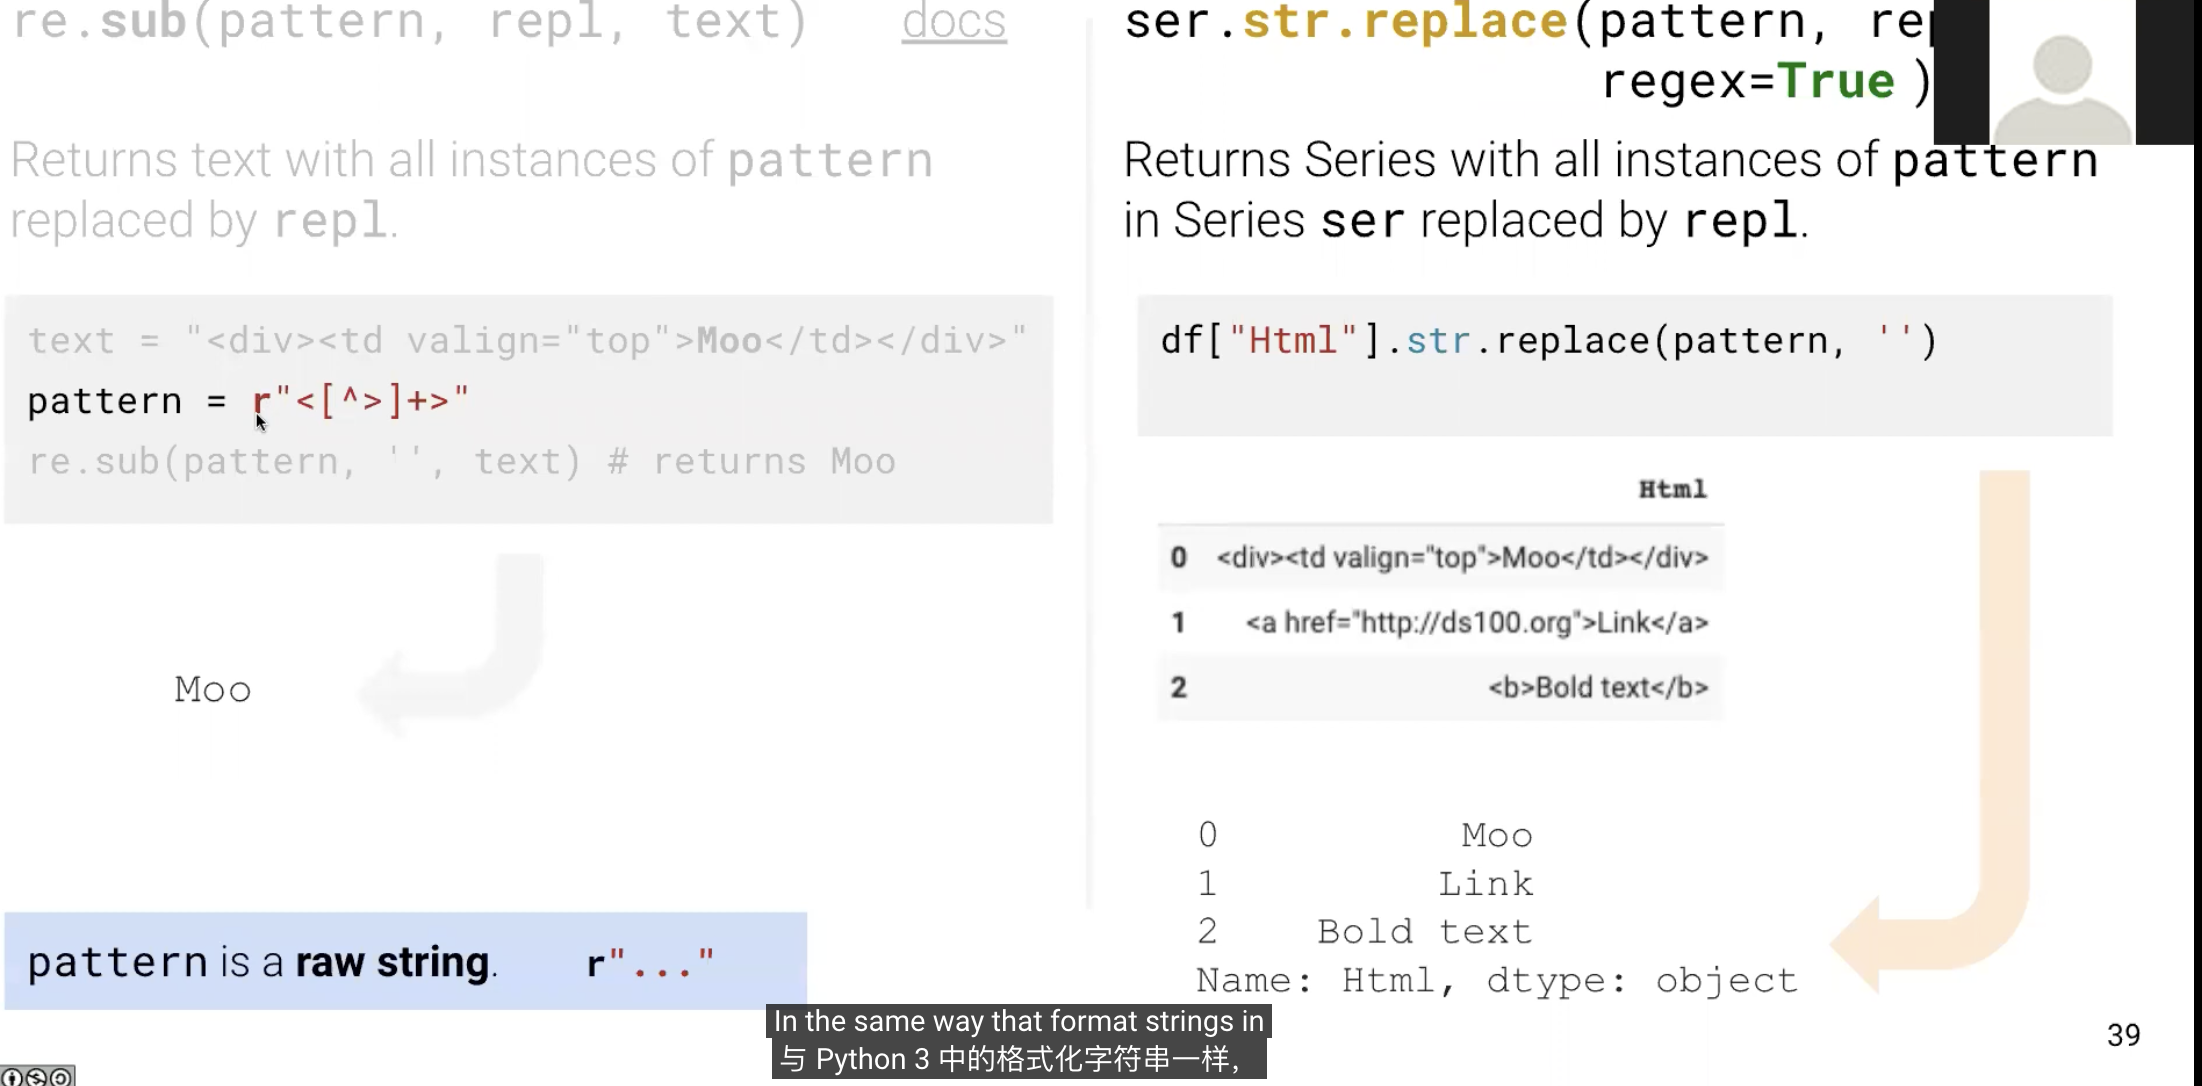 re.sub(pattern, repl, text) docs
Returns text with all instances of pattern
replaced by repl.
text = "<div><td valign="top">Moo</td></div>"
pattern = r"<[^>]+>"
re.sub(pattern, '', text) # returns Moo
Moo
pattern is a raw string. r"..."
ser.str.replace(pattern,
regex=True )
Returns Series with all instances of pattern
in Series ser replaced by repl.
df["Html"].str.replace(pattern, '')
Html
0 <div><td valign="top">Moo</td></div>
1 <a href="http://ds100.org">Link</a>
2 <b>Bold text</b>
0 Moo
1 Link
2 Bold text
Name: Html, dtype: object
In the same way that format strings in
与 Python 3 中的格式化字符串一样，
39